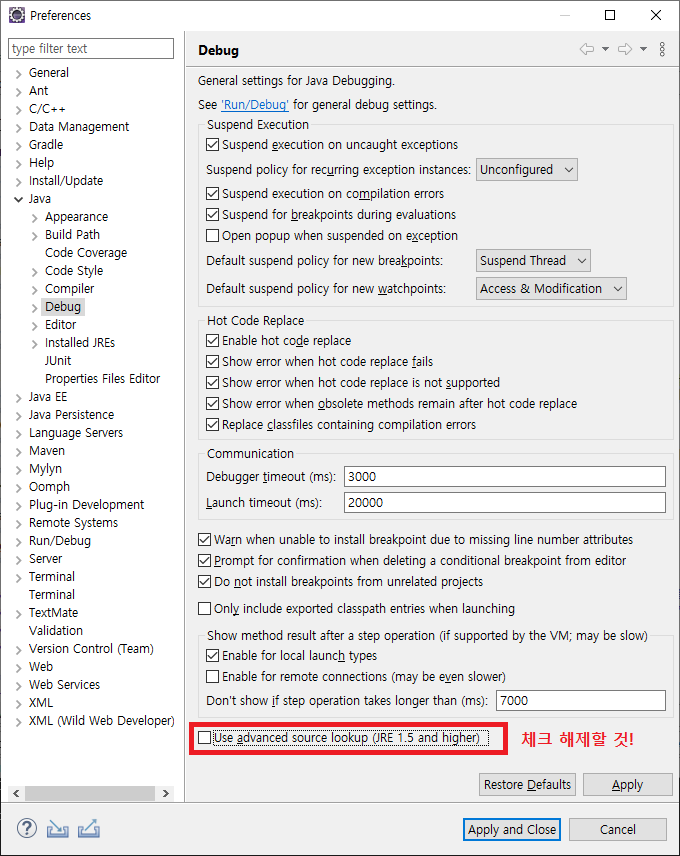 Preferences
type filter text
General
Ant
C/C++
Data Management
Gradle
Help
Install/Update
Java
Appearance
Build Path
Code Coverage
Code Style
Compiler
Debug
Editor
Installed JREs
JUnit
Properties Files Editor
Java EE
Java Persistence
Language Servers
Maven
Mylyn
Oomph
Plug-in Development
Remote Systems
Run/Debug
Server
Terminal
Terminal
TextMate
Validation
Version Control (Team)
Web
Web Services
XML
XML (Wild Web Developer)
Debug
General settings for Java Debugging.
See 'Run/Debug' for general debug settings.
Suspend Execution
Suspend execution on uncaught exceptions
Suspend policy for recurring exception instances: Unconfigured
Suspend execution on compilation errors
Suspend for breakpoints during evaluations
Open popup when suspended on exception
Default suspend policy for new breakpoints: Suspend Thread
Default suspend policy for new watchpoints: Access & Modification
Hot Code Replace
Enable hot code replace
Show error when hot code replace fails
Show error when hot code replace is not supported
Show error when obsolete methods remain after hot code replace
Replace classfiles containing compilation errors
Communication
Debugger timeout (ms): 3000
Launch timeout (ms): 20000
Warn when unable to install breakpoint due to missing line number attributes
Prompt for confirmation when deleting a conditional breakpoint from editor
Do not install breakpoints from unrelated projects
Only include exported classpath entries when launching
Show method result after a step operation (if supported by the VM; may be slow)
Enable for local launch types
Enable for remote connections (may be even slower)
Don't show if step operation takes longer than (ms): 7000
Use advanced source lookup (JRE 1.5 and higher) 체크 해제할 것!
Restore Defaults Apply
Apply and Close Cancel